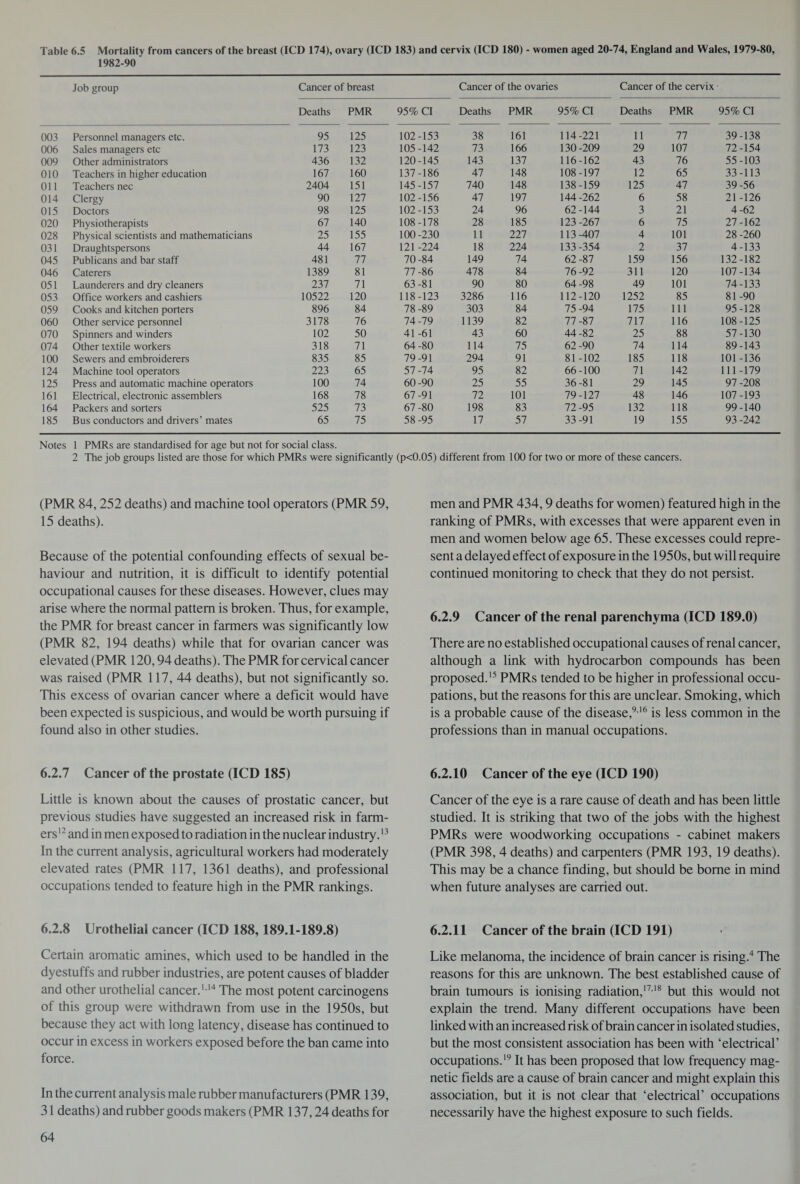 Table 6.5 Mortality from cancers of the breast (ICD 174), ovary (ICD 183) and cervix (ICD 180) - women aged 20-74, England and Wales, 1979-80,
1982-90
Job group Cancer of breast Cancer of the ovaries Cancer of the cervix
Deaths PMR 95% CI Deaths PMR 95% CI Deaths PMR 95% CI
003 Personnel managers etc. 95 125 102-153 38 161 114-221 11 77 39-138
006 Sales managers etc 173 123 105-142 73 166 130-209 29 107 72-154
009 Other administrators 436 132 120-145 143 137 116-162 43 76 55-103
010 Teachers in higher education 167 160 137-186 47 148 108-197 12 65 33-113
011 Teachers nec 2404 151 145-157 740 148 138-159 125 47 39-56
014 Clergy 90 127 102-156 47 197 144-262 6 58 21-126
015 Doctors 98 125 102-153 24 96 62-144 3 21 4-62
020 Physiotherapists 67 140 108-178 28 185 123-267 6 75 27-162
028 Physical scientists and mathematicians 25 155 100-230 11 227 113-407 4 101 28-260
031 Draughtspersons 44 167 121-224 18 224 133-354 2 37 4-133
045 Publicans and bar staff 481 77 70-84 149 74 62-87 159 156 132-182
046 Caterers 1389 81 77-86 478 84 76-92 311 120 107-134
051 Launderers and dry cleaners 237 71 63-81 90 80 64-98 49 101 74-133
053 Office workers and cashiers 10522 120 118-123 3286 116 112-120 1252 85 81-90
059 Cooks and kitchen porters 896 84 78-89 303 84 75-94 175 111 95-128
060 Other service personnel 3178 76 74-79 1139 82 77-87 717 116 108-125
070 Spinners and winders 102 50 41-61 43 60 44-82 25 88 57-130
074 Other textile workers 318 71 64-80 114 75 62-90 74 114 89-143
100 Sewers and embroiderers 835 85 79-91 294 91 81-102 185 118 101-136
124 Machine tool operators 223 65 57-74 95 82 66-100 71 142 111-179
125 Press and automatic machine operators 100 74 60-90 25 55 36-81 29 145 97-208
161 Electrical, electronic assemblers 168 78 67-91 72 101 79-127 48 146 107-193
164 Packers and sorters 525 73 67-80 198 83 72-95 132 118 99-140
185 Bus conductors and drivers' mates 65 75 58-95 17 57 33-91 19 155 93-242
Notes 1 PMRs are standardised for age but not for social class.
2 The job groups listed are those for which PMRs were significantly (p<0.05) different from 100 for two or more of these cancers.
(PMR 84, 252 deaths) and machine tool operators (PMR 59,
15 deaths).
Because of the potential confounding effects of sexual be-
haviour and nutrition, it is difficult to identify potential
occupational causes for these diseases. However, clues may
arise where the normal pattern is broken. Thus, for example,
the PMR for breast cancer in farmers was significantly low
(PMR 82, 194 deaths) while that for ovarian cancer was
elevated (PMR 120, 94 deaths). The PMR for cervical cancer
was raised (PMR 117, 44 deaths), but not significantly so.
This excess of ovarian cancer where a deficit would have
been expected is suspicious, and would be worth pursuing if
found also in other studies.
6.2.7 Cancer of the prostate (ICD 185)
Little is known about the causes of prostatic cancer, but
previous studies have suggested an increased risk in farm-
ers¹² and in men exposed to radiation in the nuclear industry.¹³
In the current analysis, agricultural workers had moderately
elevated rates (PMR 117, 1361 deaths), and professional
occupations tended to feature high in the PMR rankings.
6.2.8 Urothelial cancer (ICD 188, 189.1-189.8)
Certain aromatic amines, which used to be handled in the
dyestuffs and rubber industries, are potent causes of bladder
and other urothelial cancer.¹·¹⁴ The most potent carcinogens
of this group were withdrawn from use in the 1950s, but
because they act with long latency, disease has continued to
occur in excess in workers exposed before the ban came into
force.
In the current analysis male rubber manufacturers (PMR 139,
31 deaths) and rubber goods makers (PMR 137, 24 deaths for
64
men and PMR 434, 9 deaths for women) featured high in the
ranking of PMRs, with excesses that were apparent even in
men and women below age 65. These excesses could repre-
sent a delayed effect of exposure in the 1950s, but will require
continued monitoring to check that they do not persist.
6.2.9 Cancer of the renal parenchyma (ICD 189.0)
There are no established occupational causes of renal cancer,
although a link with hydrocarbon compounds has been
proposed.¹⁵ PMRs tended to be higher in professional occu-
pations, but the reasons for this are unclear. Smoking, which
is a probable cause of the disease,⁹·¹⁶ is less common in the
professions than in manual occupations.
6.2.10 Cancer of the eye (ICD 190)
Cancer of the eye is a rare cause of death and has been little
studied. It is striking that two of the jobs with the highest
PMRs were woodworking occupations - cabinet makers
(PMR 398, 4 deaths) and carpenters (PMR 193, 19 deaths).
This may be a chance finding, but should be borne in mind
when future analyses are carried out.
6.2.11 Cancer of the brain (ICD 191)
Like melanoma, the incidence of brain cancer is rising.⁴ The
reasons for this are unknown. The best established cause of
brain tumours is ionising radiation,¹⁷·¹⁸ but this would not
explain the trend. Many different occupations have been
linked with an increased risk of brain cancer in isolated studies,
but the most consistent association has been with 'electrical'
occupations.¹⁹ It has been proposed that low frequency mag-
netic fields are a cause of brain cancer and might explain this
association, but it is not clear that 'electrical' occupations
necessarily have the highest exposure to such fields.